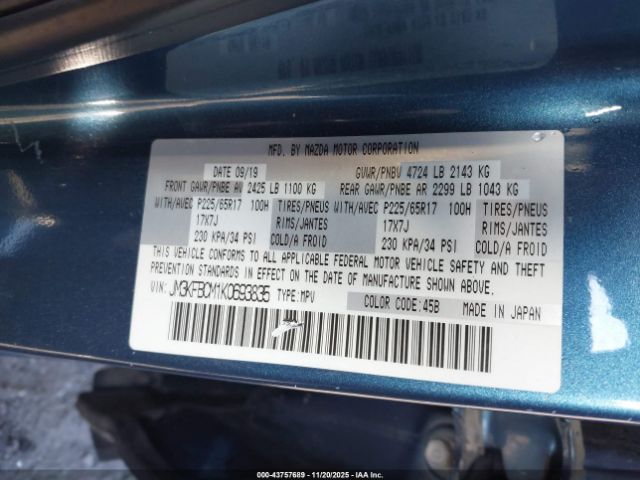 MFD. BY MAZDA MOTOR CORPORATION
DATE 09/19 GVWR/PNBV 4724 LB 2143 KG
FRONT GAWR/PNBE AV 2425 LB 1100 KG REAR GAWR/PNBE AR 2299 LB 1043 KG
WITH/AVEC P225/65R17 100H TIRES/PNEUS WITH/AVEC P225/65R17 100H TIRES/PNEUS
17X7J RIMS/JANTES 17X7J RIMS/JANTES
230 KPA/34 PSI COLD/A FROID 230 KPA/34 PSI COLD/A FROID
THIS VEHICLE CONFORMS TO ALL APPLICABLE FEDERAL MOTOR VEHICLE SAFETY AND THEFT
PREVENTION STANDARDS IN EFFECT ON THE DATE OF MANUFACTURE SHOWN ABOVE.
VIN: JM3KFBCM1K0693835 TYPE:MPV COLOR CODE:45B MADE IN JAPAN
00-43757689 - 11/20/2025 - IAAI.COM